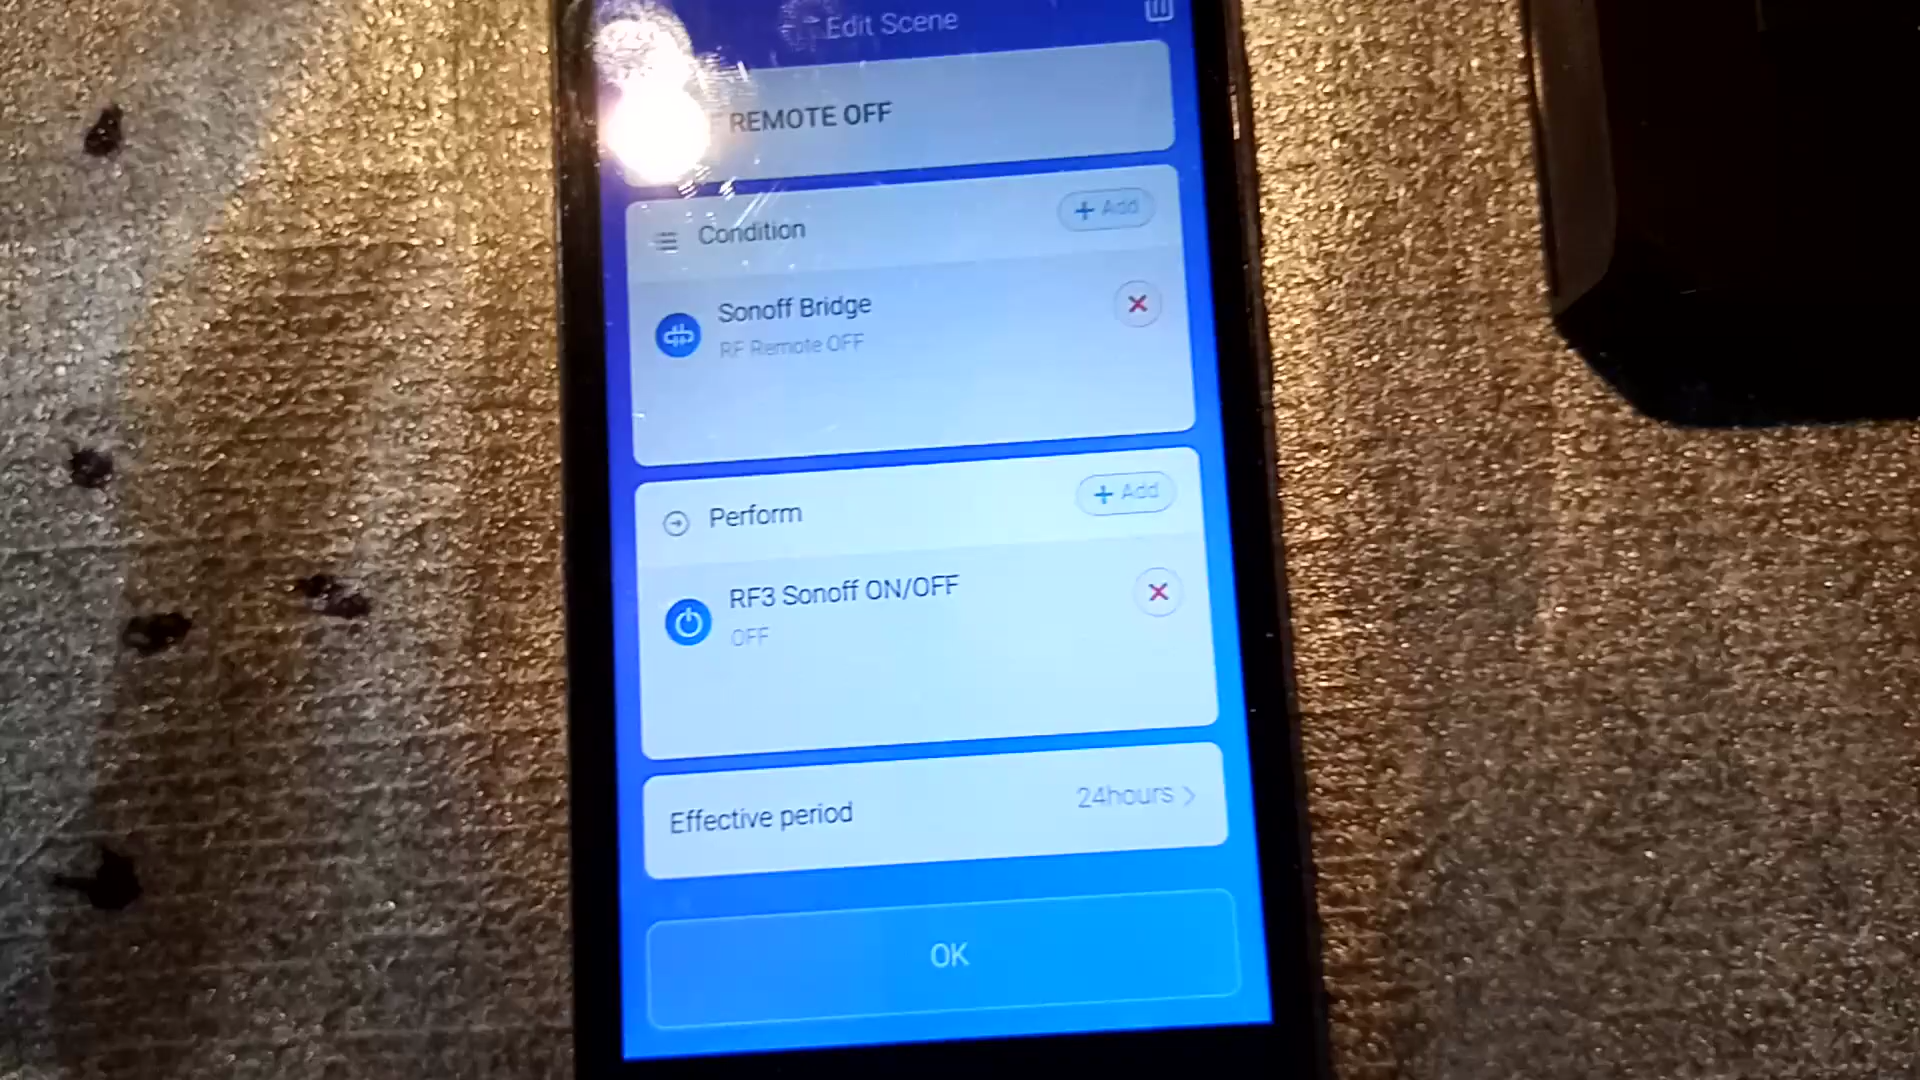 Edit Scene
REMOTE OFF
Condition
+ Add
Sonoff Bridge
RF Remote OFF
Perform
+ Add
RF3 Sonoff ON/OFF
OFF
Effective period
24hours >
OK